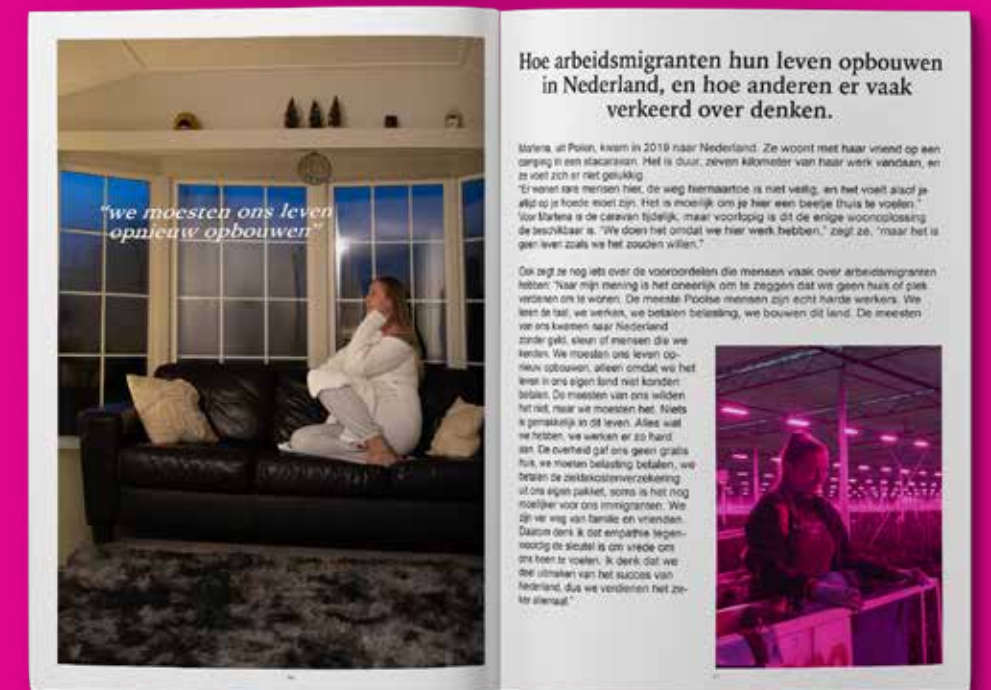 “we moesten ons leven
opnieuw opbouwen”
Hoe arbeidsmigranten hun leven opbouwen
in Nederland, en hoe anderen er vaak
verkeerd over denken.
uit Polen, kwam in 2019 naar Nederland. Ze woont met haar vriend op een
camping in een stacaravan. Het is duur, zeven kilometer van haar werk vandaan, en
ze voelt zich er niet gelukkig
“Er wonen rare mensen hier, de weg hiernaartoe is niet veilig, en het voelt alsof je
altijd op je hoede moet zijn. Het is moeilijk om je hier een beetje thuis te voelen.”
Voor Martena is de caravan tijdelijk, maar voorlopig is dit de enige woonoplossing
die beschikbaar is. “We doen het omdat we hier werk hebben,” zegt ze, “maar het is
geen leven zoals we het zouden willen.”
Ook zegt ze nog iets over de vooroordelen die mensen vaak over arbeidsmigranten
hebben: “Naar mijn mening is het oneerlijk om te zeggen dat we geen huis of plek
verdienen om te wonen. De meeste Poolse mensen zijn echt harde werkers. We
leren de taal, we werken, we betalen belasting, we bouwen dit land. De meesten
van ons kwamen naar Nederland
zonder geld, steun of mensen die we
kenden. We moesten ons leven op-
nieuw opbouwen, alleen omdat we het
leven in ons eigen land niet konden
betalen. De meesten van ons wilden
het niet, maar we moesten het. Niets
is gemakkelijk in dit leven. Alles wat
we hebben, we werken er zo hard
aan. De overheid gaf ons geen gratis
huis, we moeten belasting betalen, we
betalen de ziektekostenverzekering
uit ons eigen pakket, soms is het nog
moeilijker voor ons immigranten. We
zijn ver weg van familie en vrienden.
Daarom denk ik dat empathie tegen-
woordig de sleutel is om vrede om
ons heen te voelen. Ik denk dat we
deel uitmaken van het succes van
Nederland, dus we verdienen het ze-
ker allemaal.”